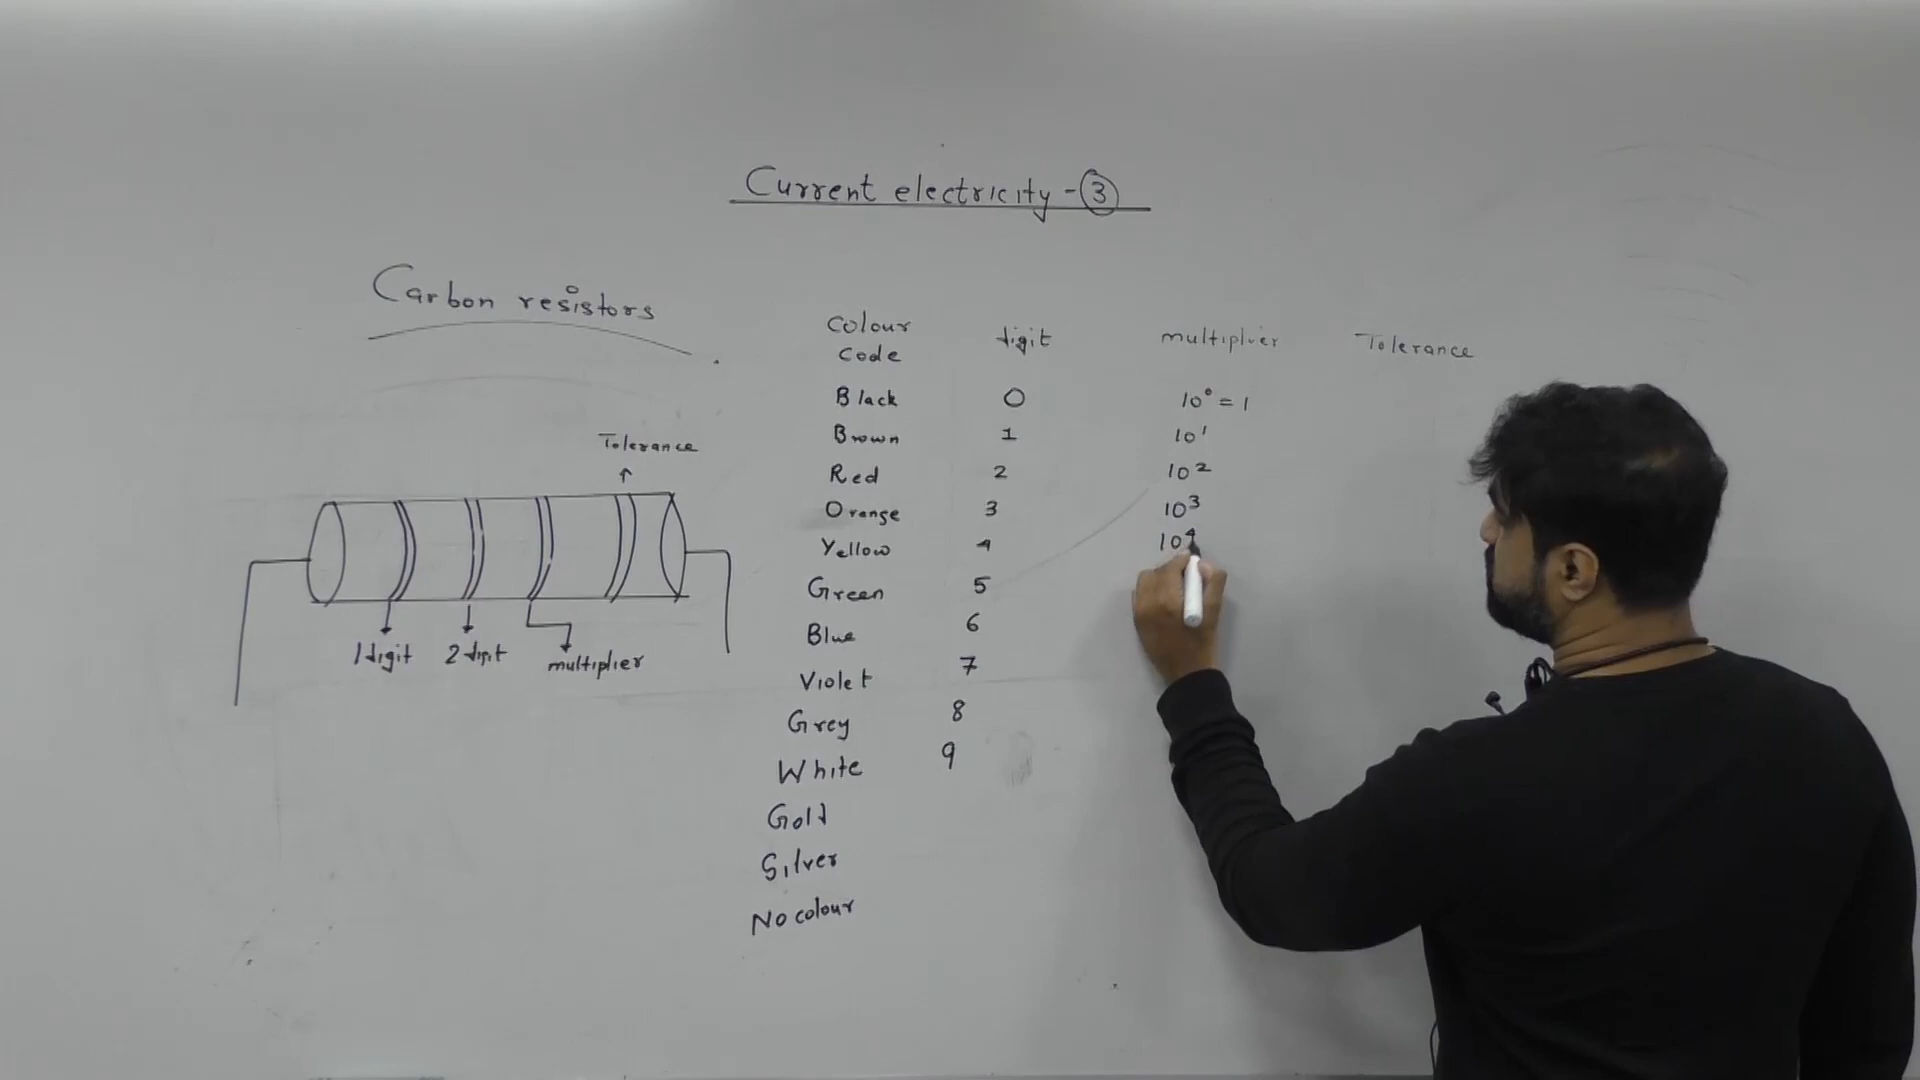 Current electricity - 3
Carbon resistors
Tolerance
1 digit 2 digit multiplier
Colour code digit multiplier Tolerance
Black 0 10⁰ = 1
Brown 1 10¹
Red 2 10²
Orange 3 10³
Yellow 4 10⁴
Green 5
Blue 6
Violet 7
Grey 8
White 9
Gold
Silver
No colour